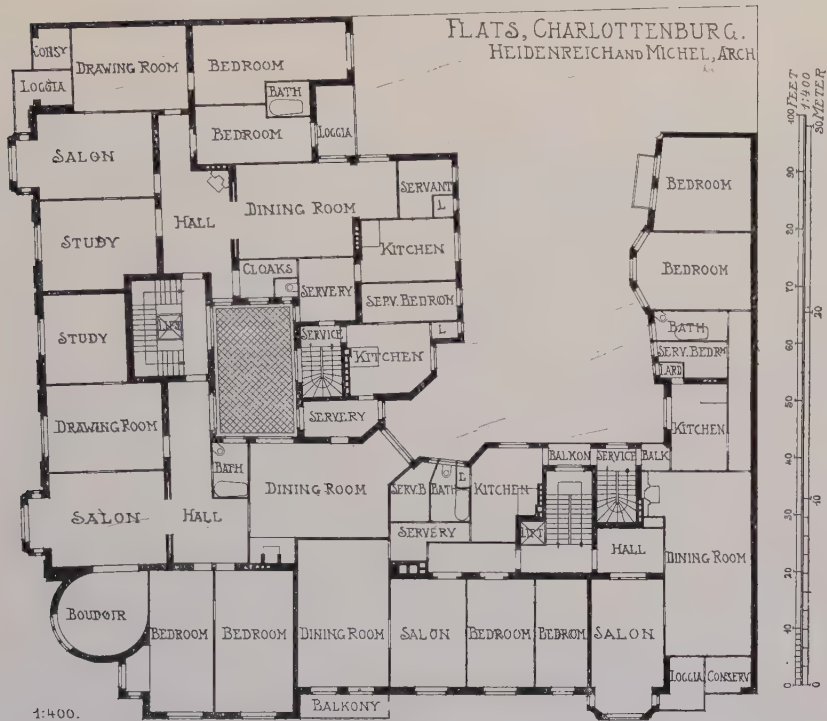 FLATS, CHARLOTTENBURG.
HEIDENREICH AND MICHEL, ARCH
CONSY
DRAWING ROOM
BEDROOM
LOGGIA
BATH
BEDROOM
LOGGIA
SALON
SERVANT
L
HALL
DINING ROOM
STUDY
KITCHEN
CLOAKS
SERVERY
SERV. BEDROOM
LIFT
SERVICE
L
STUDY
KITCHEN
SERVERY
DRAWING ROOM
BATH
DINING ROOM
SALON
HALL
BOUDOIR
BEDROOM
BEDROOM
DINING ROOM
BALKONY
SERV.B
BATH
L
KITCHEN
SERVERY
BALKON
SERVICE
BALK
LIFT
HALL
DINING ROOM
SALON
BEDROOM
BEDROOM
SALON
LOGGIA
CONSERV
BEDROOM
BEDROOM
BATH
SERV. BEDRM
LARD
KITCHEN
100 FEET
1:400
30 METER
90
80
70
60
50
40
30
20
10
0
20
10
0
1:400.